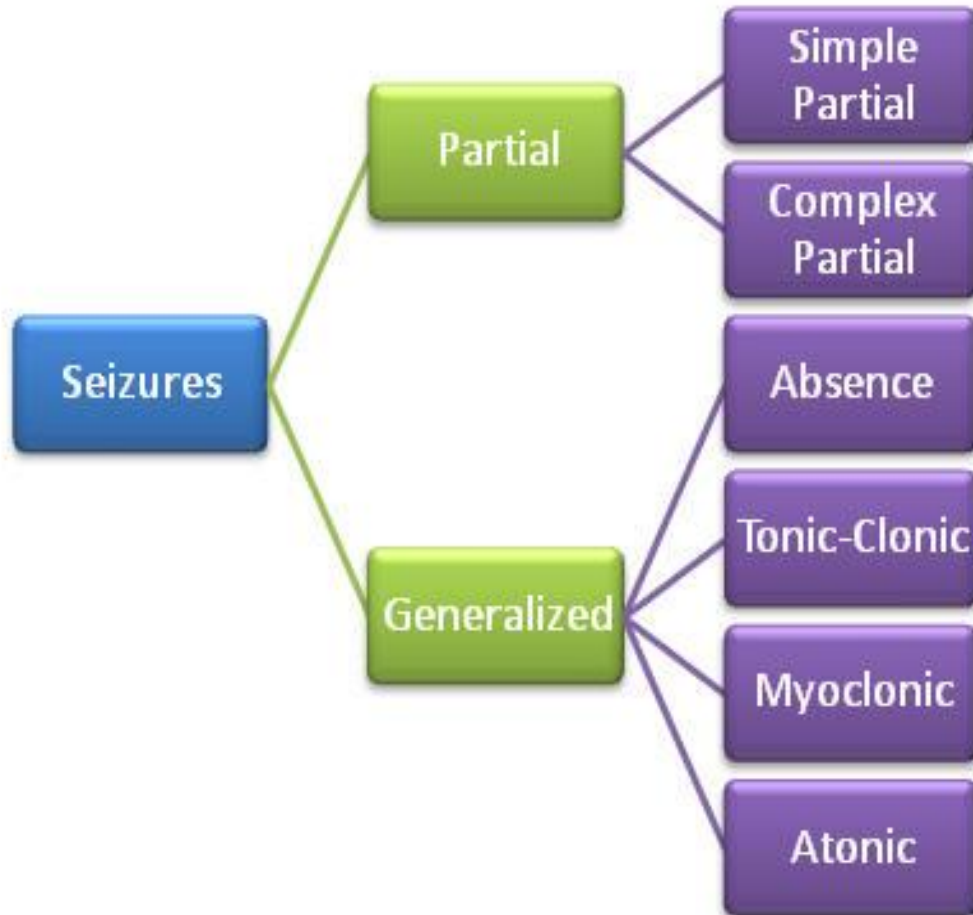 Seizures
Partial
Generalized
Simple
Partial
Complex
Partial
Absence
Tonic-Clonic
Myoclonic
Atonic